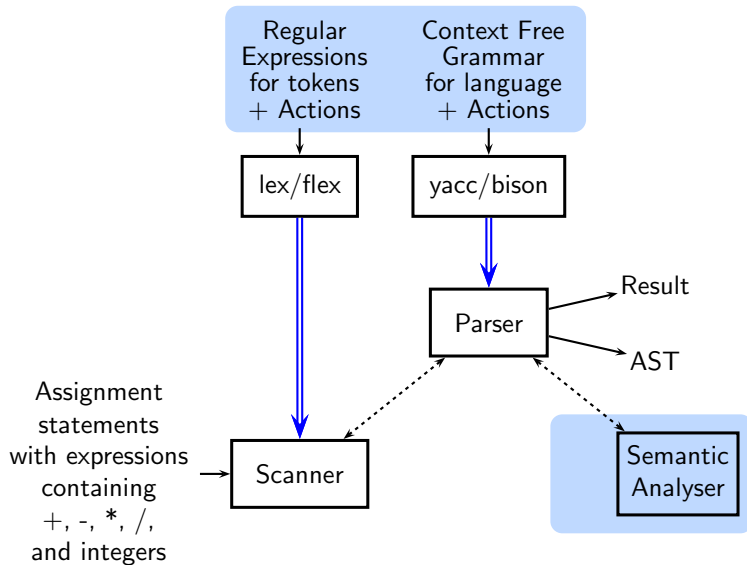 Regular
Expressions
for tokens
+ Actions
Context Free
Grammar
for language
+ Actions
lex/flex
yacc/bison
Result
Parser
AST
Assignment
statements
with expressions
containing
+, -, *, /,
and integers
Scanner
Semantic
Analyser